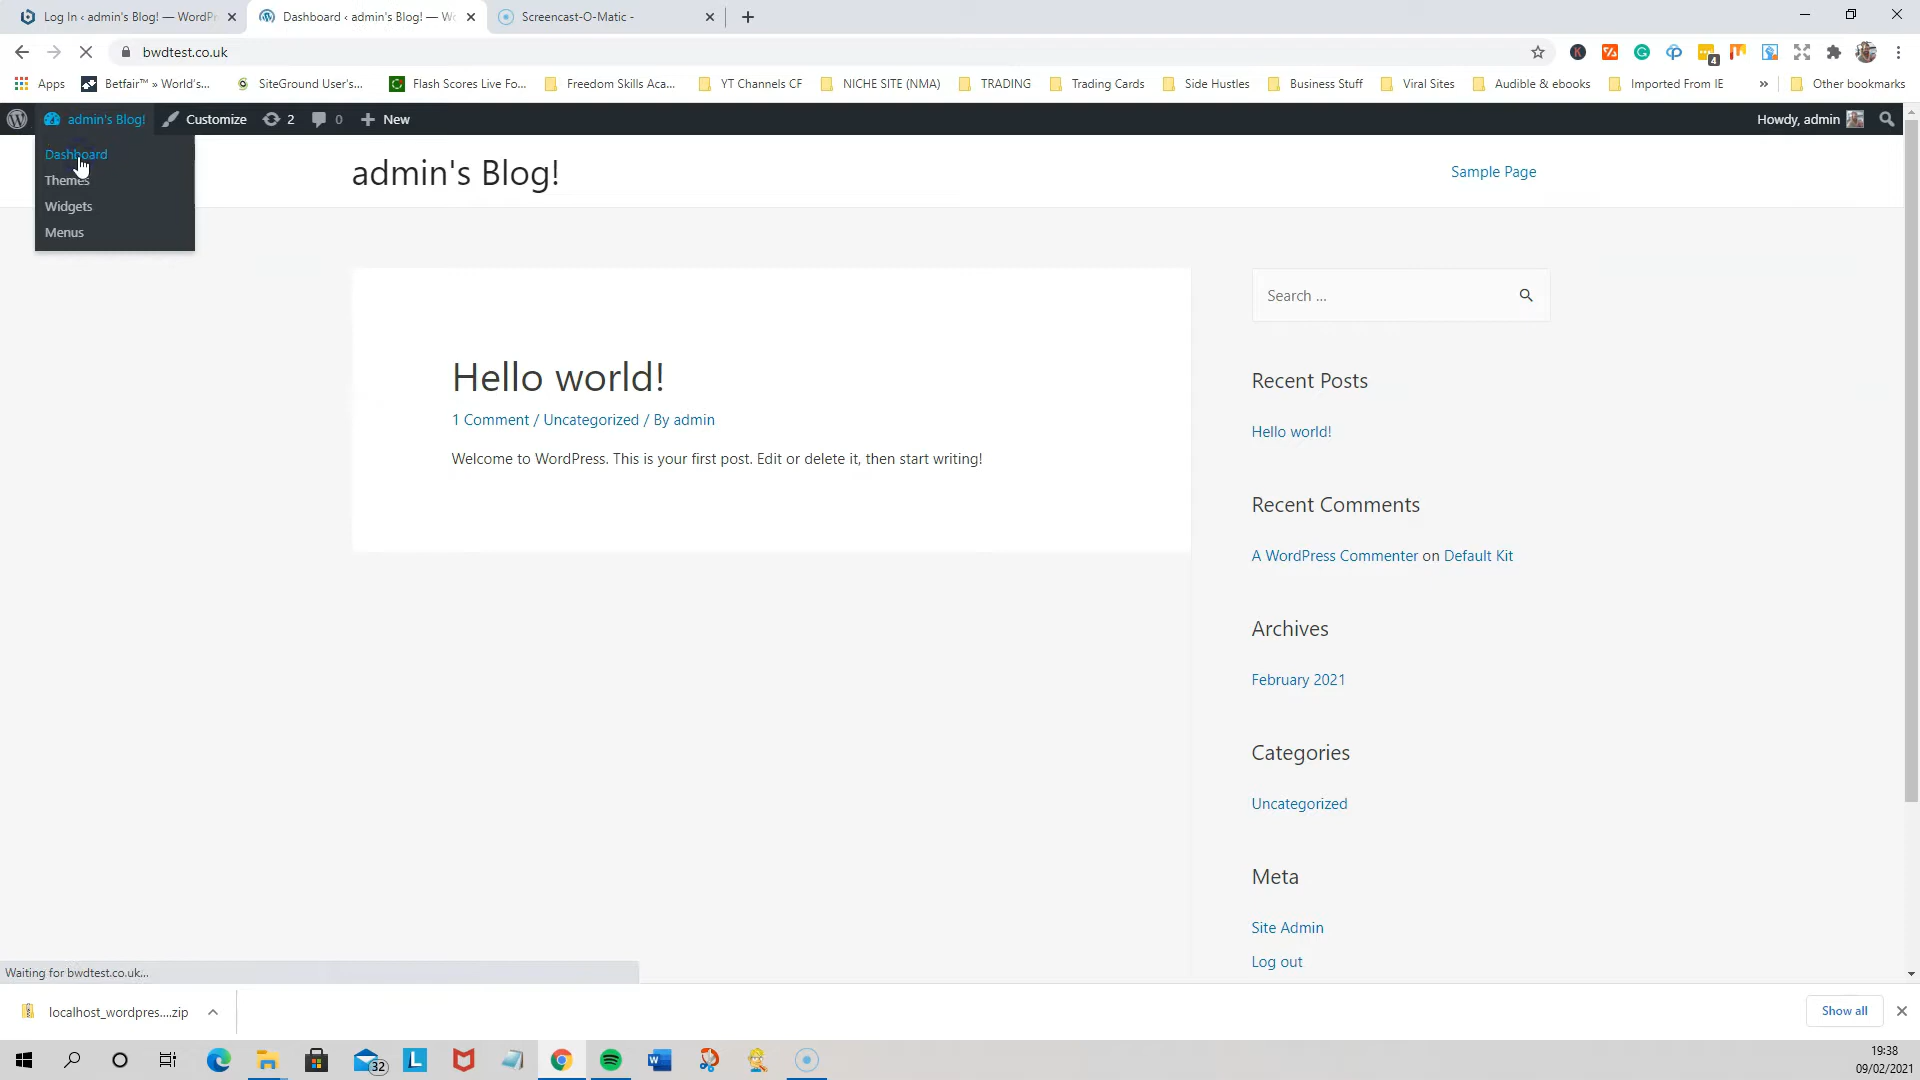 Log In ‹ admin's Blog! — WordPr
Dashboard ‹ admin's Blog! — Wo
Screencast-O-Matic -
bwdtest.co.uk
4
Apps
Betfair™ » World's...
SiteGround User's...
Flash Scores Live Fo...
Freedom Skills Aca...
YT Channels CF
NICHE SITE (NMA)
TRADING
Trading Cards
Side Hustles
Business Stuff
Viral Sites
Audible & ebooks
Imported From IE
»
Other bookmarks
admin's Blog!
Customize
2
0
New
Howdy, admin
Dashboard
Themes
Widgets
Menus
admin's Blog!
Sample Page
Hello world!
1 Comment / Uncategorized / By admin
Welcome to WordPress. This is your first post. Edit or delete it, then start writing!
Search ...
Recent Posts
Hello world!
Recent Comments
A WordPress Commenter on Default Kit
Archives
February 2021
Categories
Uncategorized
Meta
Site Admin
Log out
Waiting for bwdtest.co.uk...
localhost_wordpres....zip
Show all
32
19:38
09/02/2021